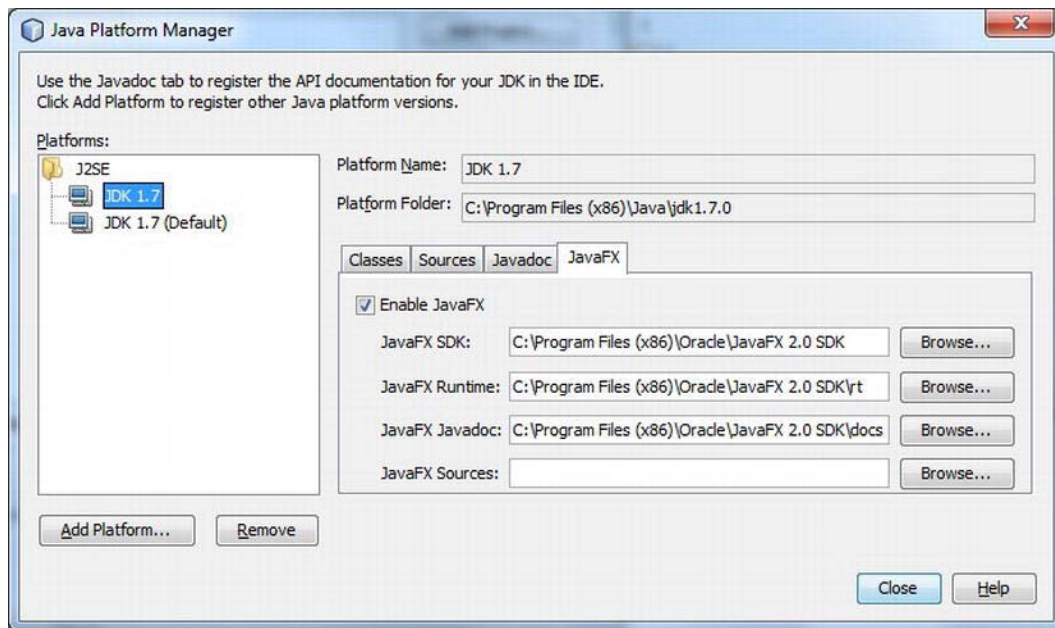 Java Platform Manager
Use the Javadoc tab to register the API documentation for your JDK in the IDE.
Click Add Platform to register other Java platform versions.
Platforms:
J2SE
JDK 1.7
JDK 1.7 (Default)
Platform Name: JDK 1.7
Platform Folder: C:\Program Files (x86)\Java\jdk1.7.0
Classes Sources Javadoc JavaFX
Enable JavaFX
JavaFX SDK: C:\Program Files (x86)\Oracle\JavaFX 2.0 SDK Browse...
JavaFX Runtime: C:\Program Files (x86)\Oracle\JavaFX 2.0 SDK\rt Browse...
JavaFX Javadoc: C:\Program Files (x86)\Oracle\JavaFX 2.0 SDK\docs Browse...
JavaFX Sources: Browse...
Add Platform... Remove
Close Help